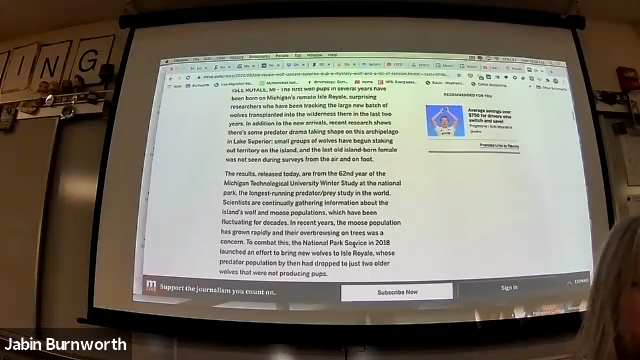 ING
RECOMMENDED FOR YOU
ISLE ROYALE, MI - The first wolf pups in several years have
been born on Michigan's remote Isle Royale, surprising
researchers who have been tracking the large new batch of
wolves transplanted into the wilderness there in the last two
years. In addition to the new arrivals, recent research shows
there's some predator drama taking shape on this archipelago
in Lake Superior: small groups of wolves have begun staking
out territory on the island, and the last old island-born female
was not seen during surveys from the air and on foot.
Average savings over
$750 for drivers who
switch and save!
The results, released today, are from the 62nd year of the
Michigan Technological University Winter Study at the national
park, the longest-running predator/prey study in the world.
Scientists are continually gathering information about the
island's wolf and moose populations, which have been
fluctuating for decades. In recent years, the moose population
has grown rapidly and their overbrowsing on trees was a
concern. To combat this, the National Park Service in 2018
launched an effort to bring new wolves to Isle Royale, whose
predator population by then had dropped to just two older
wolves that were not producing pups.
m
Support the journalism you count on.
Subscribe Now
Sign in
Jabin Burnworth